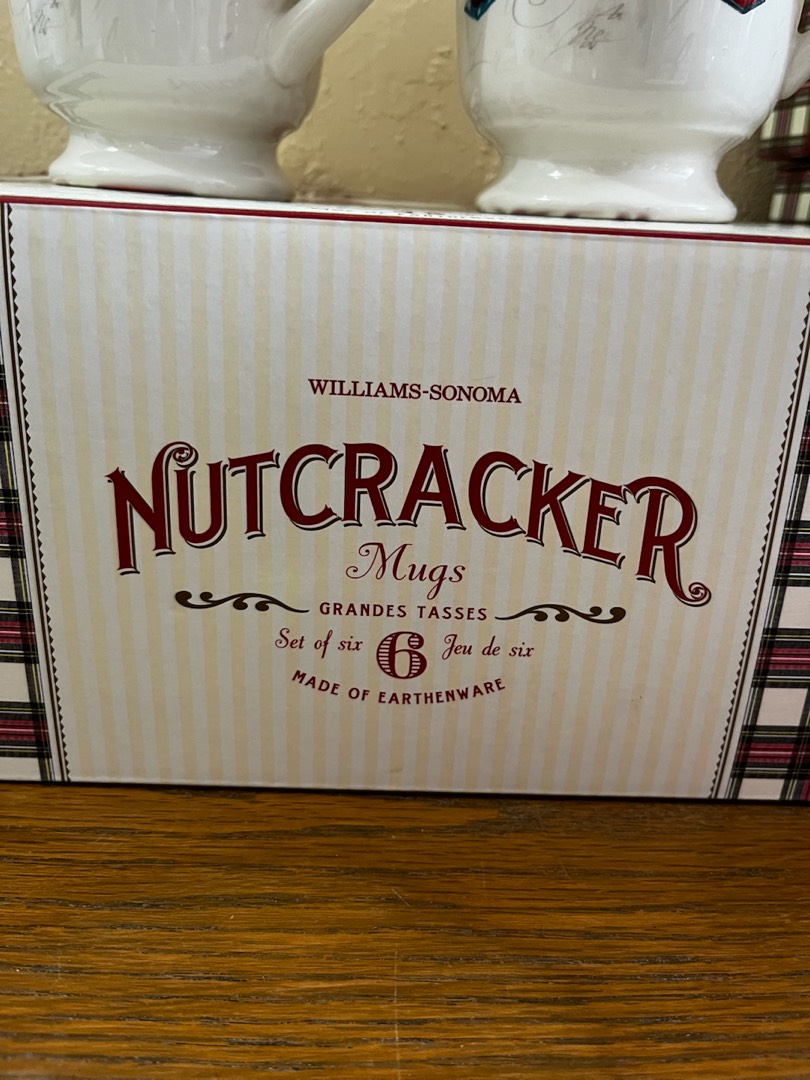 WILLIAMS-SONOMA
NUTCRACKER
Mugs
GRANDES TASSES
Set of six 6 Jeu de six
MADE OF EARTHENWARE